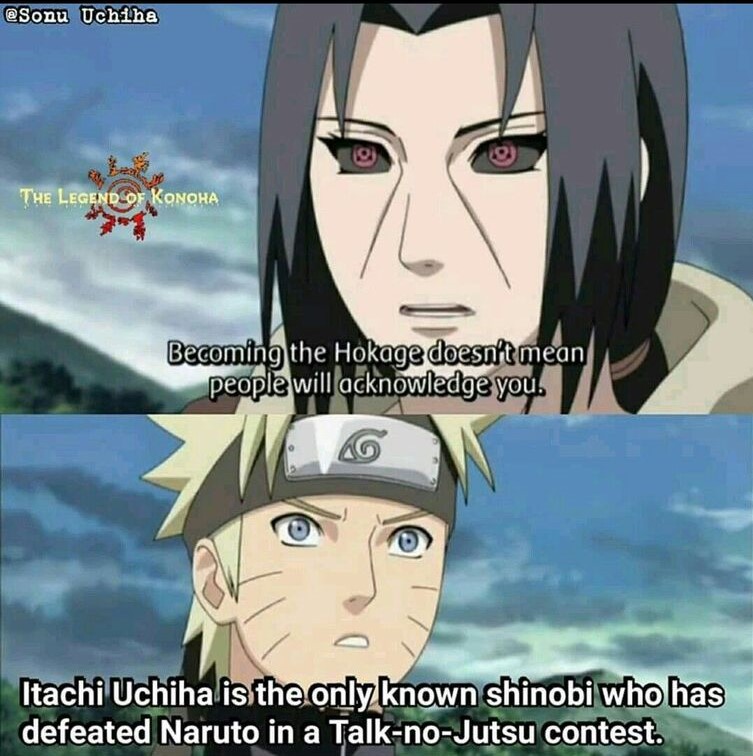 @Sonu Uchiha
THE LEGEND OF KONOHA
Becoming the Hokage doesn't mean
people will acknowledge you.
Itachi Uchiha is the only known shinobi who has
defeated Naruto in a Talk-no-Jutsu contest.